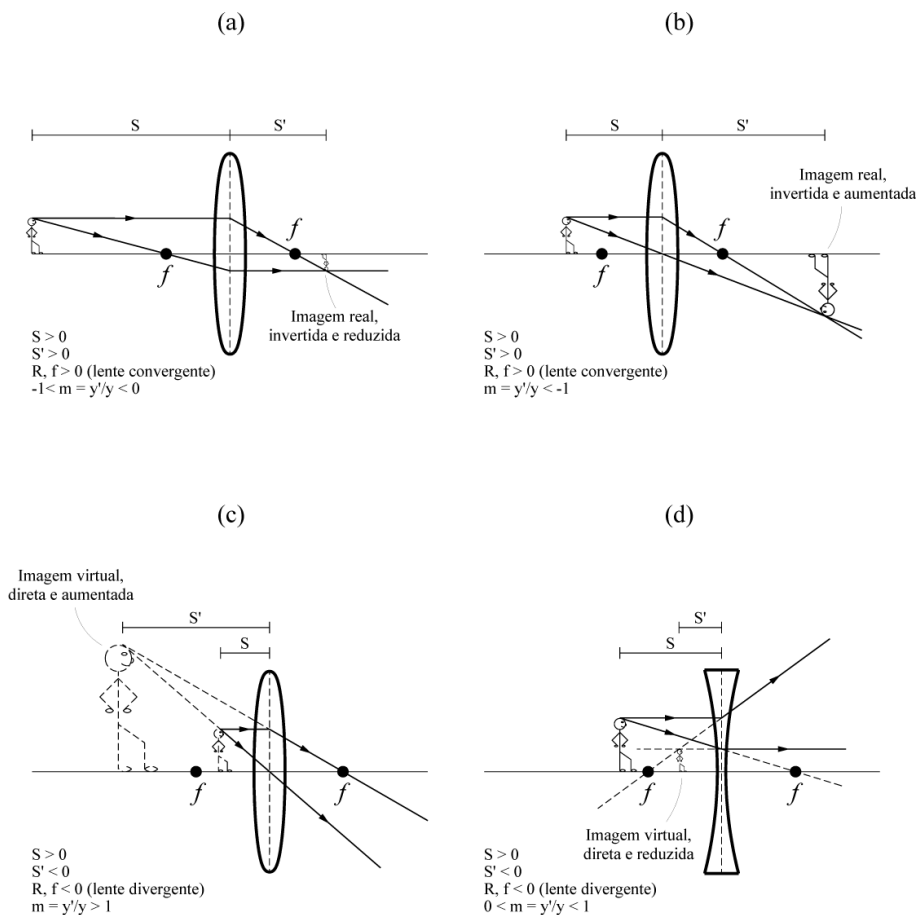 (a)
S
S'
f
f
Imagem real,
invertida e reduzida
S > 0
S' > 0
R, f > 0 (lente convergente)
-1< m = y'/y < 0
(b)
S
S'
Imagem real,
invertida e aumentada
f
f
S > 0
S' > 0
R, f > 0 (lente convergente)
m = y'/y < -1
(c)
Imagem virtual,
direta e aumentada
S'
S
f
f
S > 0
S' < 0
R, f < 0 (lente divergente)
m = y'/y > 1
(d)
S'
S
f
f
Imagem virtual,
direta e reduzida
S > 0
S' < 0
R, f < 0 (lente divergente)
0 < m = y'/y < 1